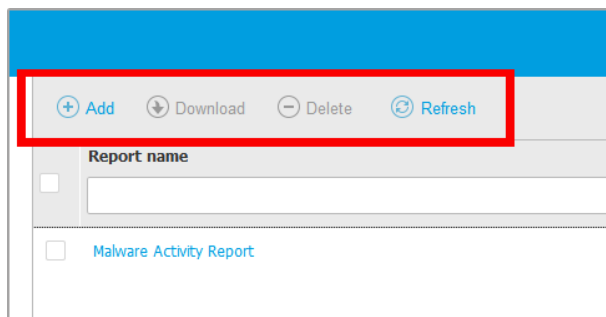 Add Download Delete Refresh
Report name
Malware Activity Report